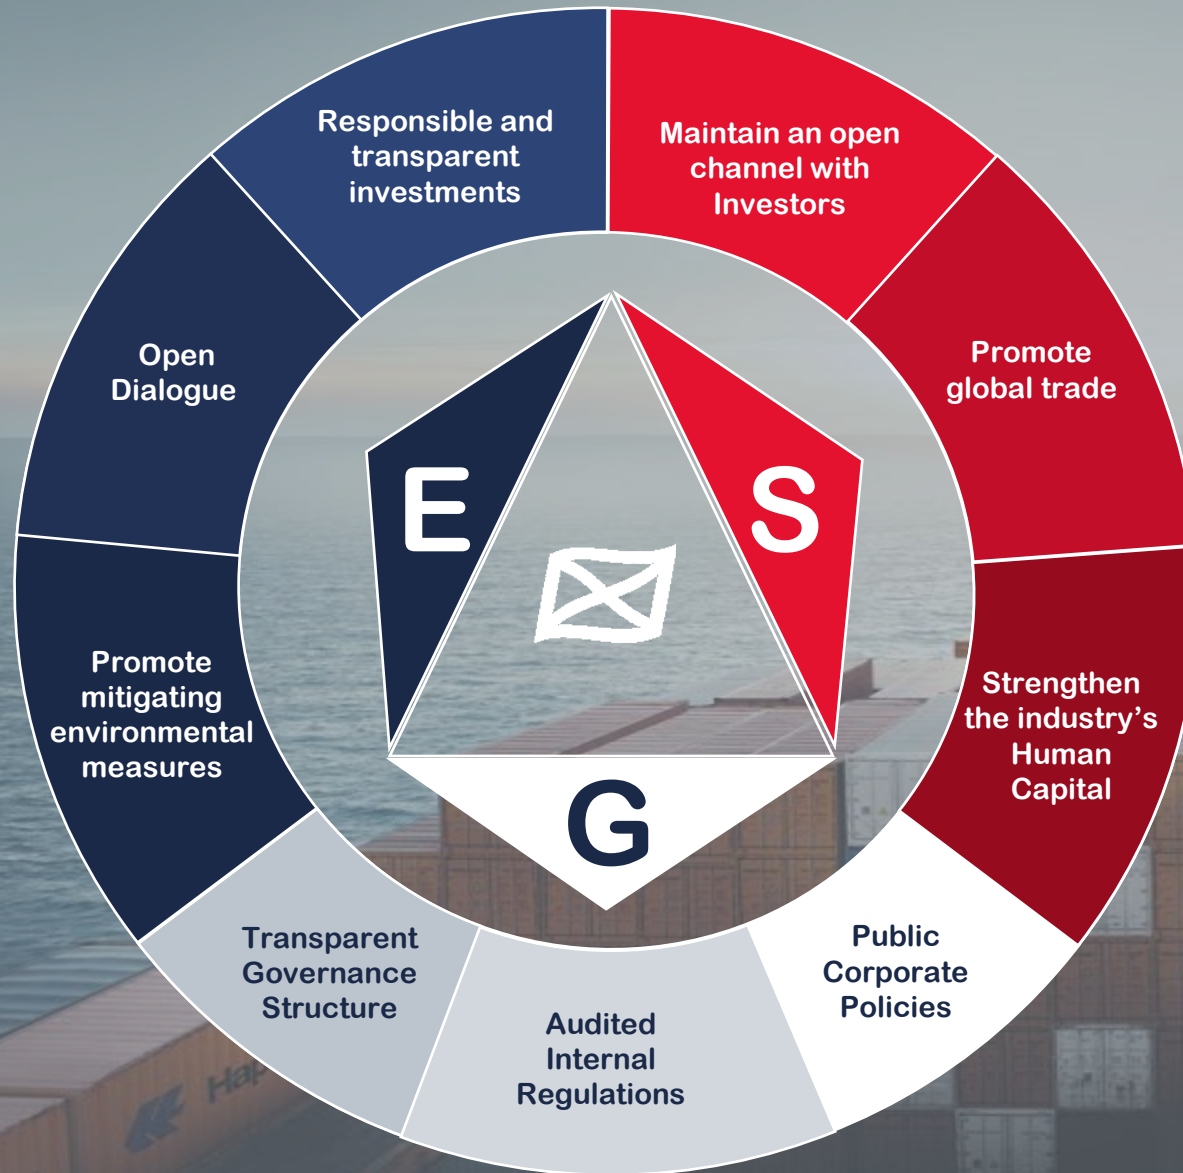 Responsible and
transparent
investments
Maintain an open
channel with
Investors
Open
Dialogue
Promote
global trade
E
S
Promote
mitigating
environmental
measures
Strengthen
the industry's
Human
Capital
G
Transparent
Governance
Structure
Audited
Internal
Regulations
Public
Corporate
Policies
Hap